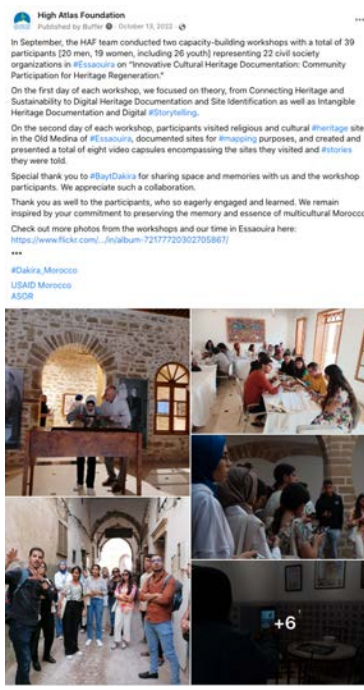 High Atlas Foundation
Published by Buffer · October 13, 2022 ·
In September, the HAF team conducted two capacity-building workshops with a total of 39
participants [20 men, 19 women, including 26 youth] representing 22 civil society
organizations in #Essaouira on "Innovative Cultural Heritage Documentation: Community
Participation for Heritage Regeneration."
On the first day of each workshop, we focused on theory, from Connecting Heritage and
Sustainability to Digital Heritage Documentation and Site Identification as well as Intangible
Heritage Documentation and Digital #Storytelling.
On the second day of each workshop, participants visited religious and cultural #heritage site
in the Old Medina of #Essaouira, documented sites for #mapping purposes, and created and
presented a total of eight video capsules encompassing the sites they visited and #stories
they were told.
Special thank you to #BaytDakira for sharing space and memories with us and the workshop
participants. We appreciate such a collaboration.
Thank you as well to the participants, who so eagerly engaged and learned. We remain
inspired by your commitment to preserving the memory and essence of multicultural Morocco
Check out more photos from the workshops and our time in Essaouira here:
https://www.flickr.com/.../in/album-72177720302705867/
***
#Dakira_Morocco
USAID Morocco
ASOR
+6